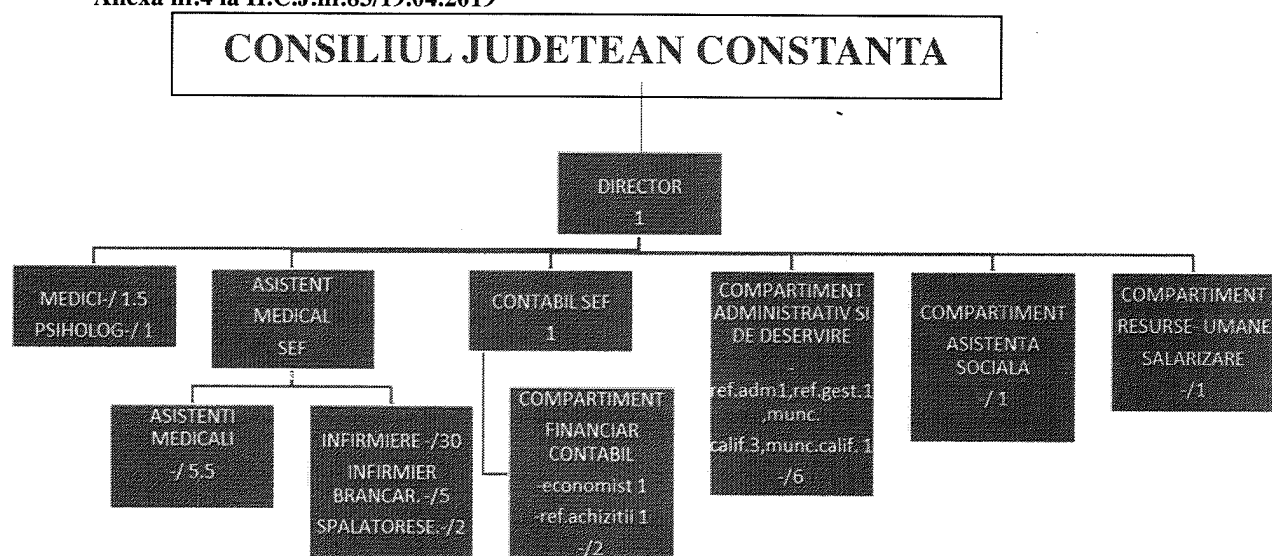 Anexa nr.4 la H.C.J.nr.85/19.04.2019
CONSILIUL JUDETEAN CONSTANTA
DIRECTOR
1
MEDICI-/ 1.5
PSIHOLOG-/ 1
ASISTENT
MEDICAL
SEF
ASISTENTI
MEDICALI
-/ 5.5
INFIRMIERE -/30
INFIRMIER
BRANCAR. -/5
SPALATORESE.-/2
CONTABIL SEF
1
COMPARTIMENT
FINANCIAR
CONTABIL
-economist 1
-ref.achizitii 1
-/2
COMPARTIMENT
ADMINISTRATIV SI
DE DESERVIRE
-
ref.adm1,ref.gest.1
,munc.
calif.3,munc.calif. 1
-/6
COMPARTIMENT
ASISTENTA
SOCIALA
-/ 1
COMPARTIMENT
RESURSE UMANE
SALARIZARE
-/1